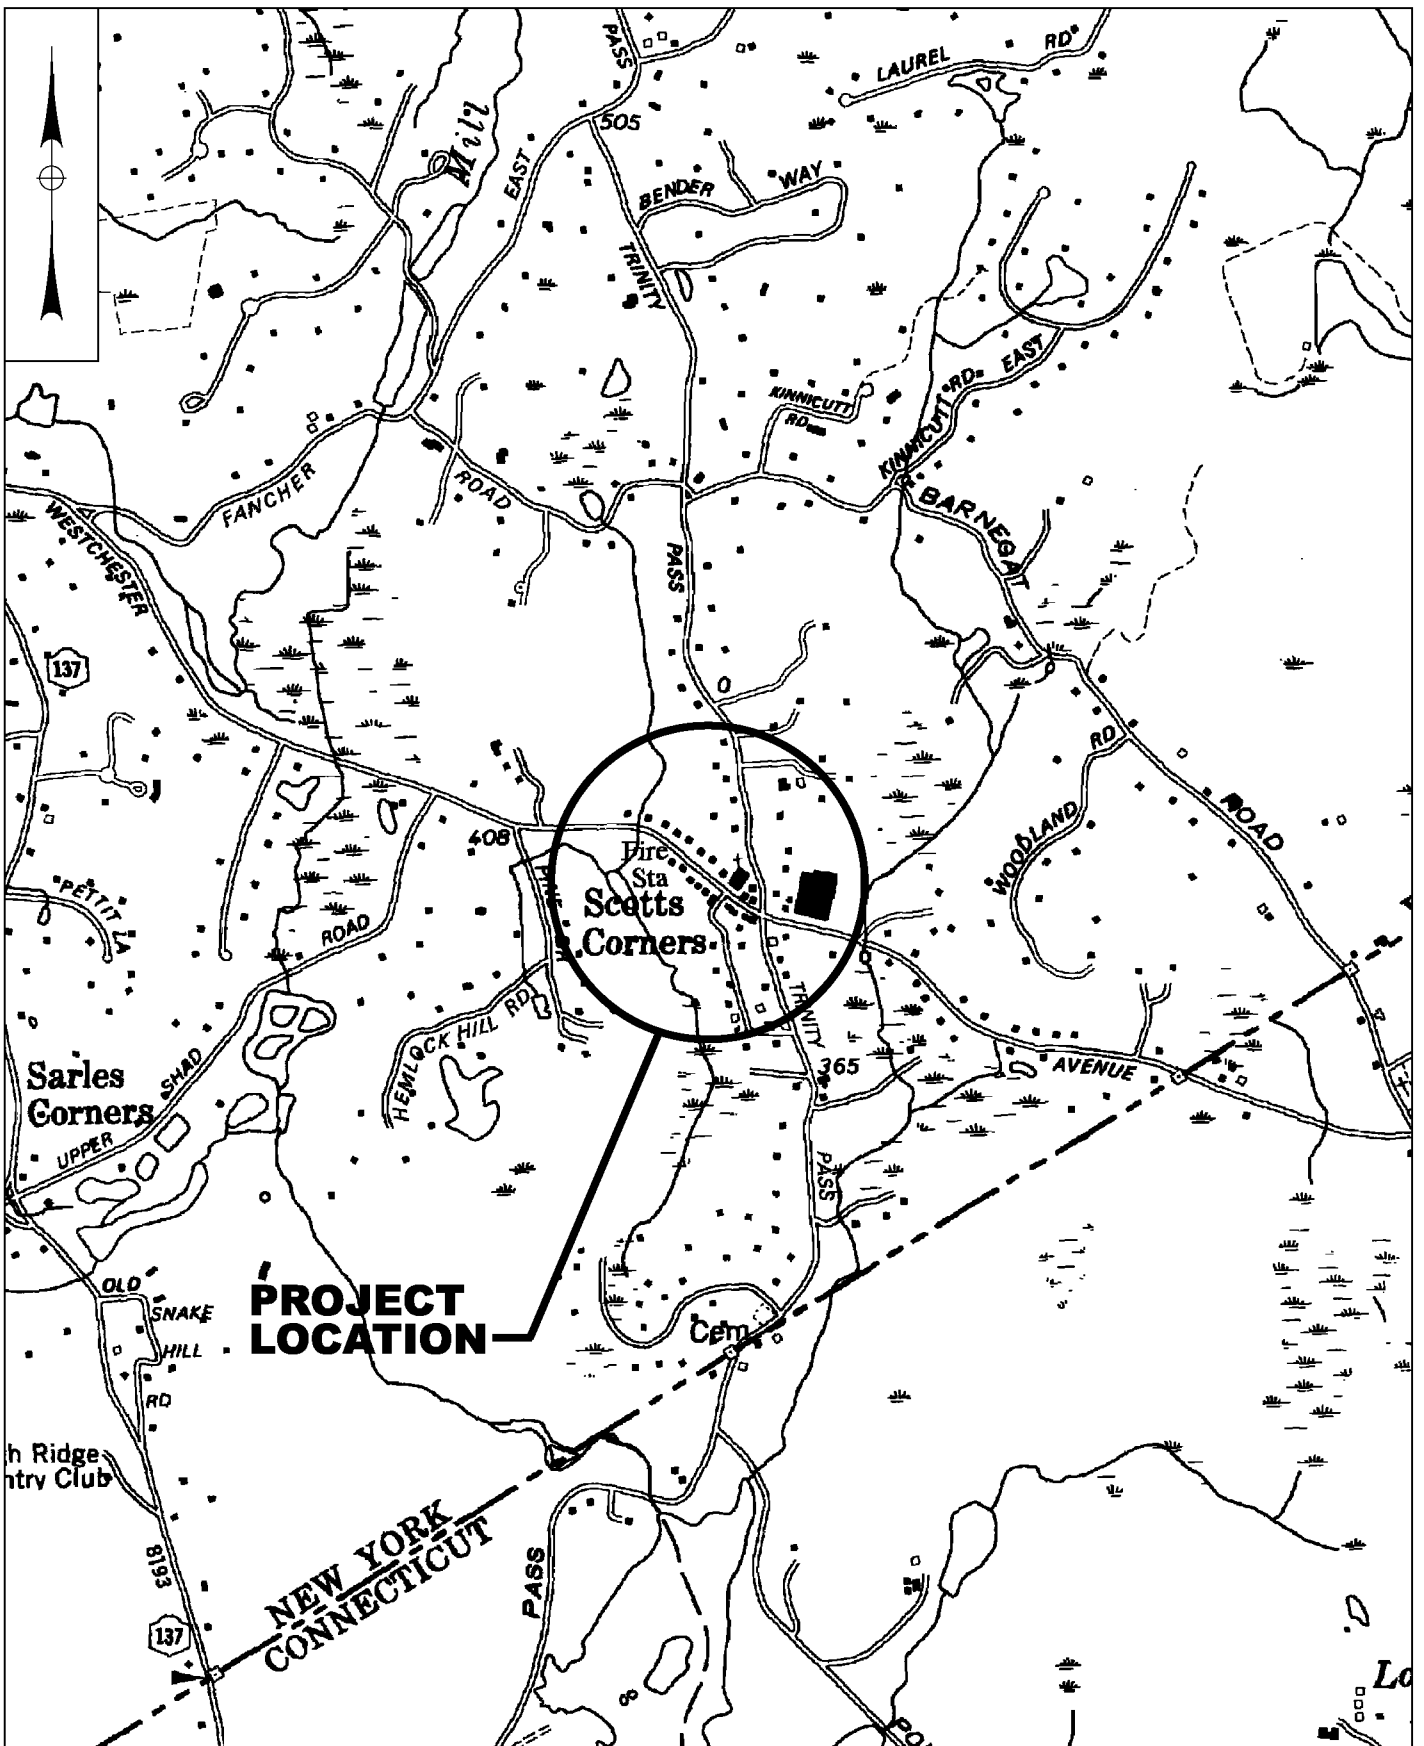 PASS
LAUREL RD
Mill
505
EAST
BENDER WAY
TRINITY
KINNICUTT
RD
KINNICUTT RD EAST
FANCHER
ROAD
WESTCHESTER
BARNEGAT
PASS
137
RD
WOODLAND
ROAD
408
Fire
Sta
PINE
Scotts
Corners
PETTIT LA
ROAD
HEMLOCK HILL RD
TRINITY
Sarles
Corners
SHAD
UPPER
365
AVENUE
PASS
OLD
SNAKE
HILL
RD
PROJECT
LOCATION
Cem
h Ridge
ntry Club
8193
NEW YORK
CONNECTICUT
PASS
137
Lo
PO